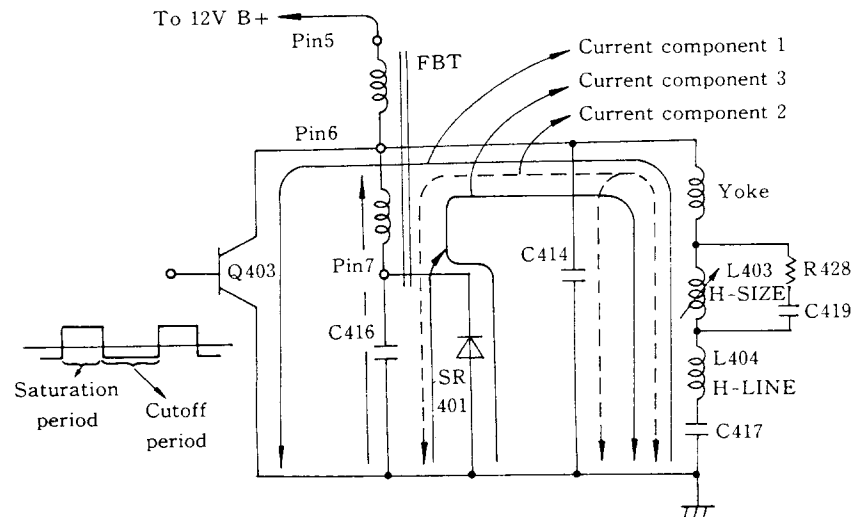 To 12V B+
Pin5
FBT
Current component 1
Current component 3
Current component 2
Pin6
Yoke
Q403
Pin7
C414
L403
H-SIZE
R428
C419
C416
SR
401
L404
H-LINE
C417
Saturation
period
Cutoff
period